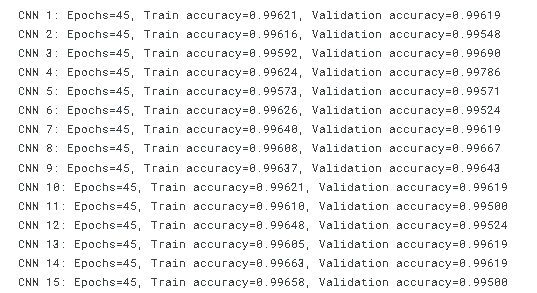 CNN 1: Epochs=45, Train accuracy=0.99621, Validation accuracy=0.99619
CNN 2: Epochs=45, Train accuracy=0.99616, Validation accuracy=0.99548
CNN 3: Epochs=45, Train accuracy=0.99592, Validation accuracy=0.99690
CNN 4: Epochs=45, Train accuracy=0.99624, Validation accuracy=0.99786
CNN 5: Epochs=45, Train accuracy=0.99573, Validation accuracy=0.99571
CNN 6: Epochs=45, Train accuracy=0.99626, Validation accuracy=0.99524
CNN 7: Epochs=45, Train accuracy=0.99640, Validation accuracy=0.99619
CNN 8: Epochs=45, Train accuracy=0.99608, Validation accuracy=0.99667
CNN 9: Epochs=45, Train accuracy=0.99637, Validation accuracy=0.99643
CNN 10: Epochs=45, Train accuracy=0.99621, Validation accuracy=0.99619
CNN 11: Epochs=45, Train accuracy=0.99610, Validation accuracy=0.99500
CNN 12: Epochs=45, Train accuracy=0.99648, Validation accuracy=0.99524
CNN 13: Epochs=45, Train accuracy=0.99605, Validation accuracy=0.99619
CNN 14: Epochs=45, Train accuracy=0.99663, Validation accuracy=0.99619
CNN 15: Epochs=45, Train accuracy=0.99658, Validation accuracy=0.99500